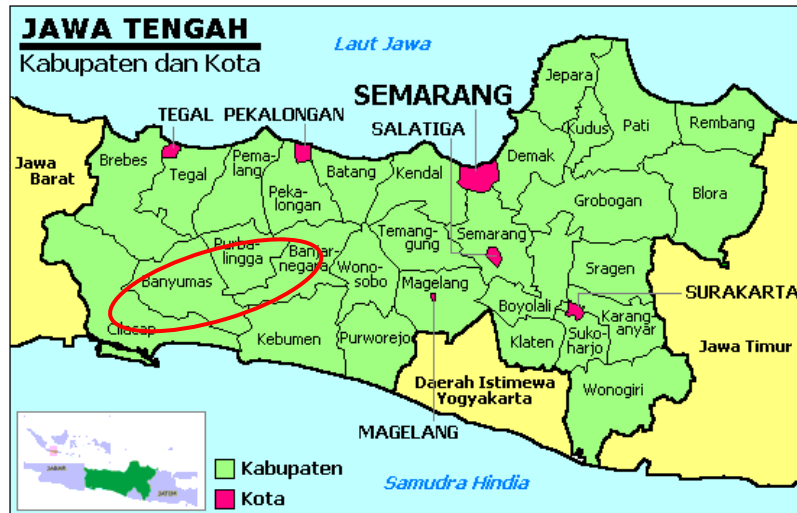 JAWA TENGAH
Kabupaten dan Kota
Laut Jawa
SEMARANG
TEGAL
PEKALONGAN
SALATIGA
Jepara
Kudus
Pati
Rembang
Jawa
Barat
Brebes
Tegal
Pema-
lang
Peka-
longan
Batang
Kendal
Demak
Grobogan
Blora
Banyumas
Purba-
lingga
Banjar-
negara
Wono-
sobo
Temang-
gung
Semarang
Magelang
Boyolali
Sragen
SURAKARTA
Karang-
anyar
Suko-
harjo
Klaten
Cilacap
Kebumen
Purworejo
Daerah Istimewa
Yogyakarta
Wonogiri
Jawa Timur
MAGELANG
JABAR
JATIM
Kabupaten
Kota
Samudra Hindia